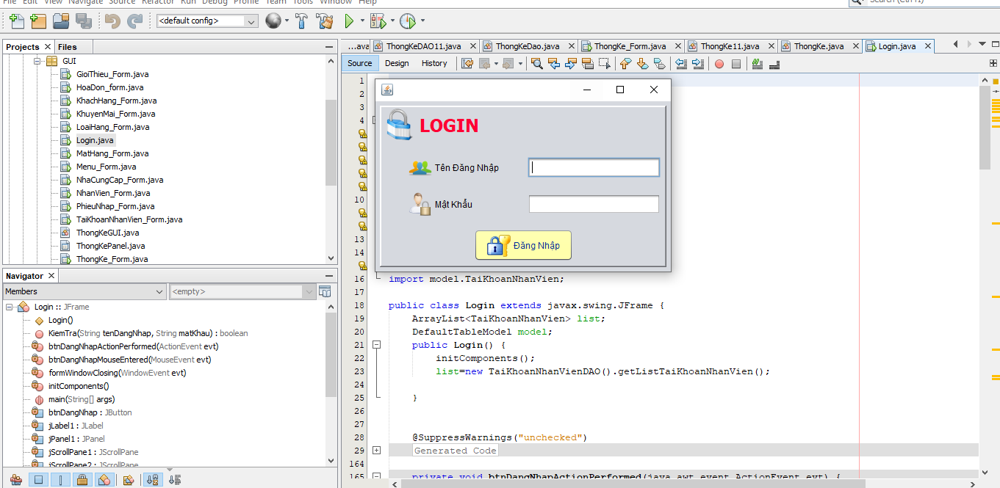 File Edit View Navigate Source Refactor Run Debug Profile Team Tools Window Help
Search (Ctrl+I)
<default config>
Projects Files
GUI
GioiThieu_Form.java
HoaDon_form.java
KhachHang_Form.java
KhuyenMai_Form.java
LoaiHang_Form.java
Login.java
MatHang_Form.java
Menu_Form.java
NhaCungCap_Form.java
NhanVien_Form.java
PhieuNhap_Form.java
TaiKhoanNhanVien_Form.java
ThongKeGUI.java
ThongKePanel.java
ThongKe_Form.java
Navigator
Members <empty>
Login :: JFrame
Login()
KiemTra(String tenDangNhap, String matKhau) : boolean
btnDangNhapActionPerformed(ActionEvent evt)
btnDangNhapMouseEntered(MouseEvent evt)
formWindowClosing(WindowEvent evt)
initComponents()
main(String[] args)
btnDangNhap : JButton
jLabel1 : JLabel
jPanel1 : JPanel
jScrollPane1 : JScrollPane
jScrollPane2 : JScrollPane
...ava ThongKeDAO11.java ThongKeDao.java ThongKe_Form.java ThongKe11.java ThongKe.java Login.java
Source Design History
LOGIN
Tên Đăng Nhập
Mật Khẩu
Đăng Nhập
1
2
3
4
10
13
14
16 import model.TaiKhoanNhanVien;
17
18 public class Login extends javax.swing.JFrame {
19 ArrayList<TaiKhoanNhanVien> list;
20 DefaultTableModel model;
21 public Login() {
22 initComponents();
23 list=new TaiKhoanNhanVienDAO().getListTaiKhoanNhanVien();
24
25 }
26
27
28 @SuppressWarnings("unchecked")
29 Generated Code
164
165 private void btnDangNhapActionPerformed(java.awt.event.ActionEvent evt) {